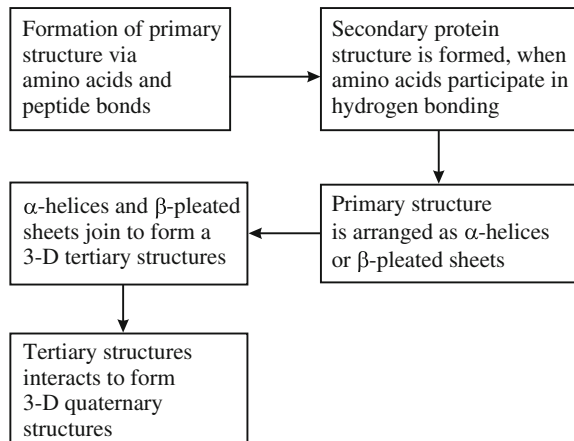 Formation of primary
structure via
amino acids and
peptide bonds
Secondary protein
structure is formed, when
amino acids participate in
hydrogen bonding
Primary structure
is arranged as α-helices
or β-pleated sheets
α-helices and β-pleated
sheets join to form a
3-D tertiary structures
Tertiary structures
interacts to form
3-D quaternary
structures